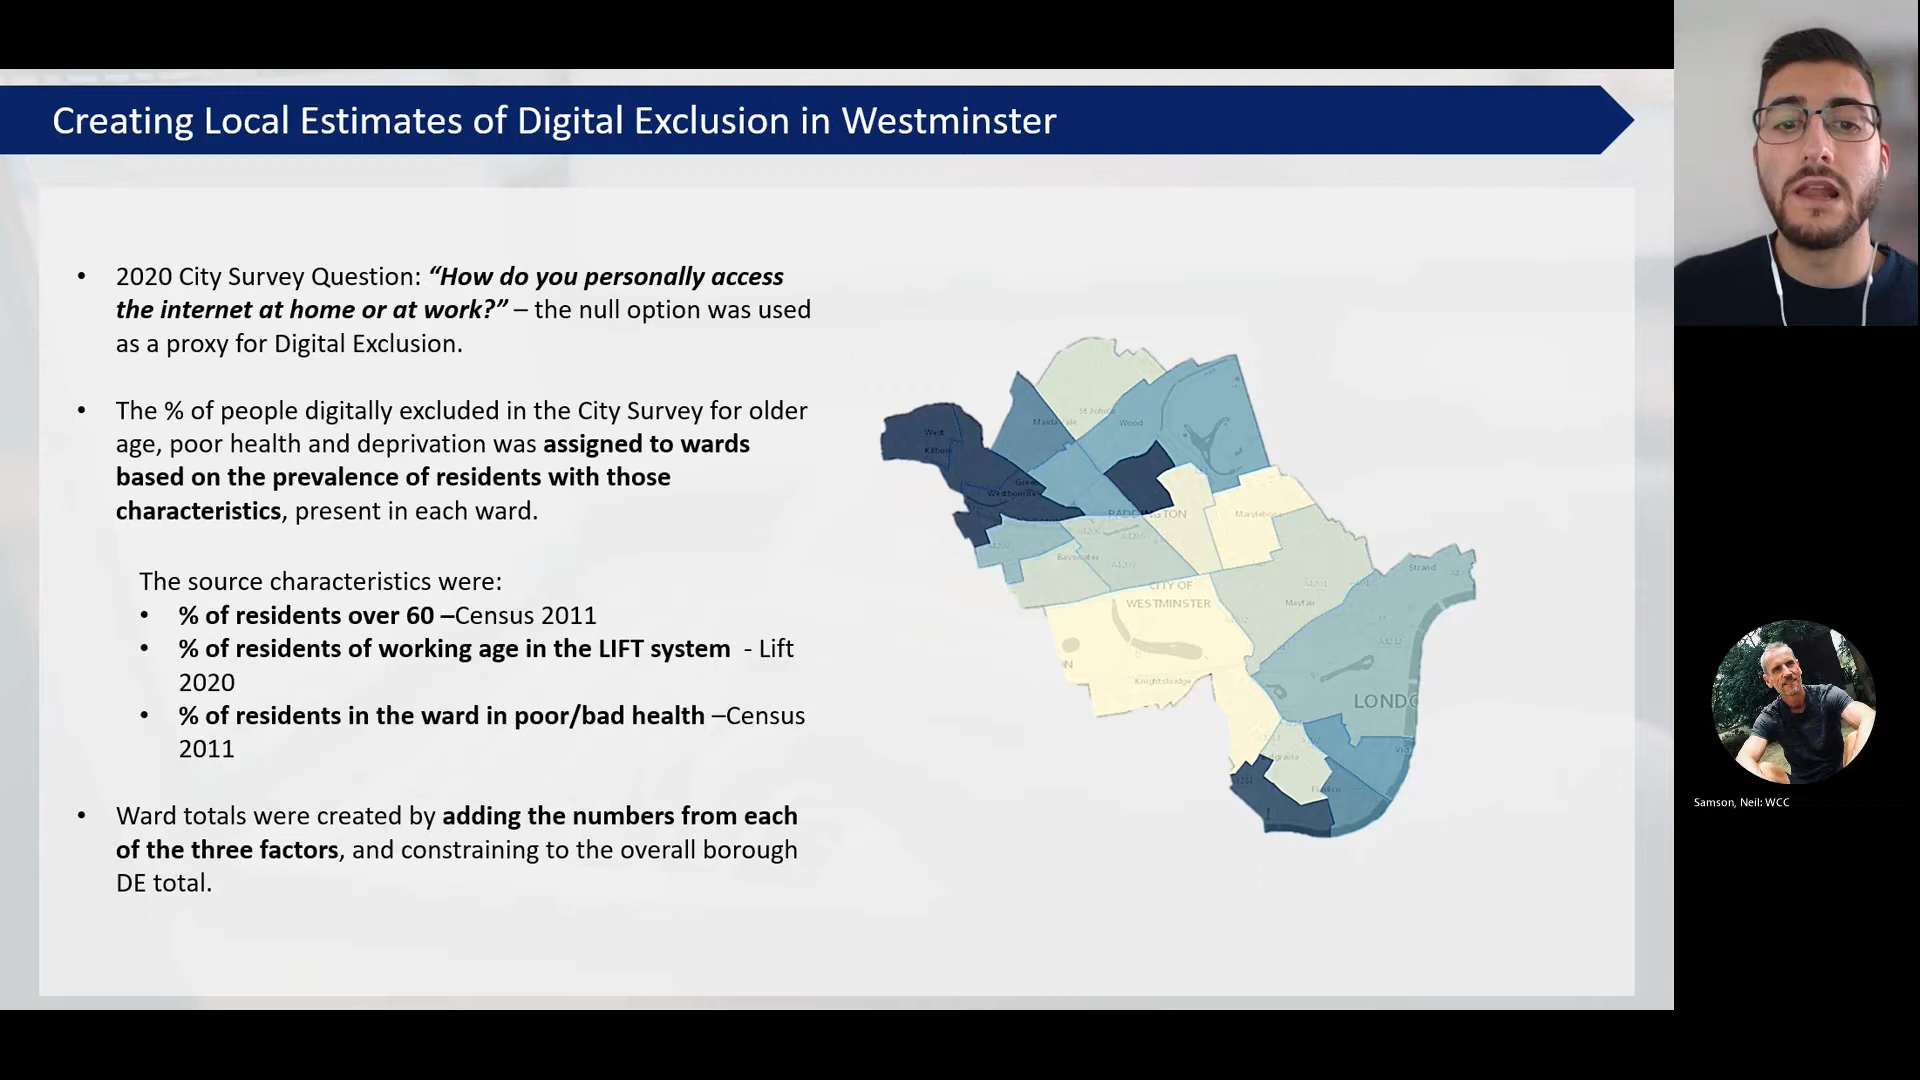 Creating Local Estimates of Digital Exclusion in Westminster
• 2020 City Survey Question: “How do you personally access
the internet at home or at work?” – the null option was used
as a proxy for Digital Exclusion.
• The % of people digitally excluded in the City Survey for older
age, poor health and deprivation was assigned to wards
based on the prevalence of residents with those
characteristics, present in each ward.
The source characteristics were:
• % of residents over 60 –Census 2011
• % of residents of working age in the LIFT system - Lift
2020
• % of residents in the ward in poor/bad health –Census
2011
• Ward totals were created by adding the numbers from each
of the three factors, and constraining to the overall borough
DE total.
St John's
Maida Vale
Wood
West
Westbourne
PADDINGTON
Marylebone
Bayswater
Strand
CITY OF
WESTMINSTER
Mayfair
Knightsbridge
LONDO
Pimlico
Samson, Neil: WCC